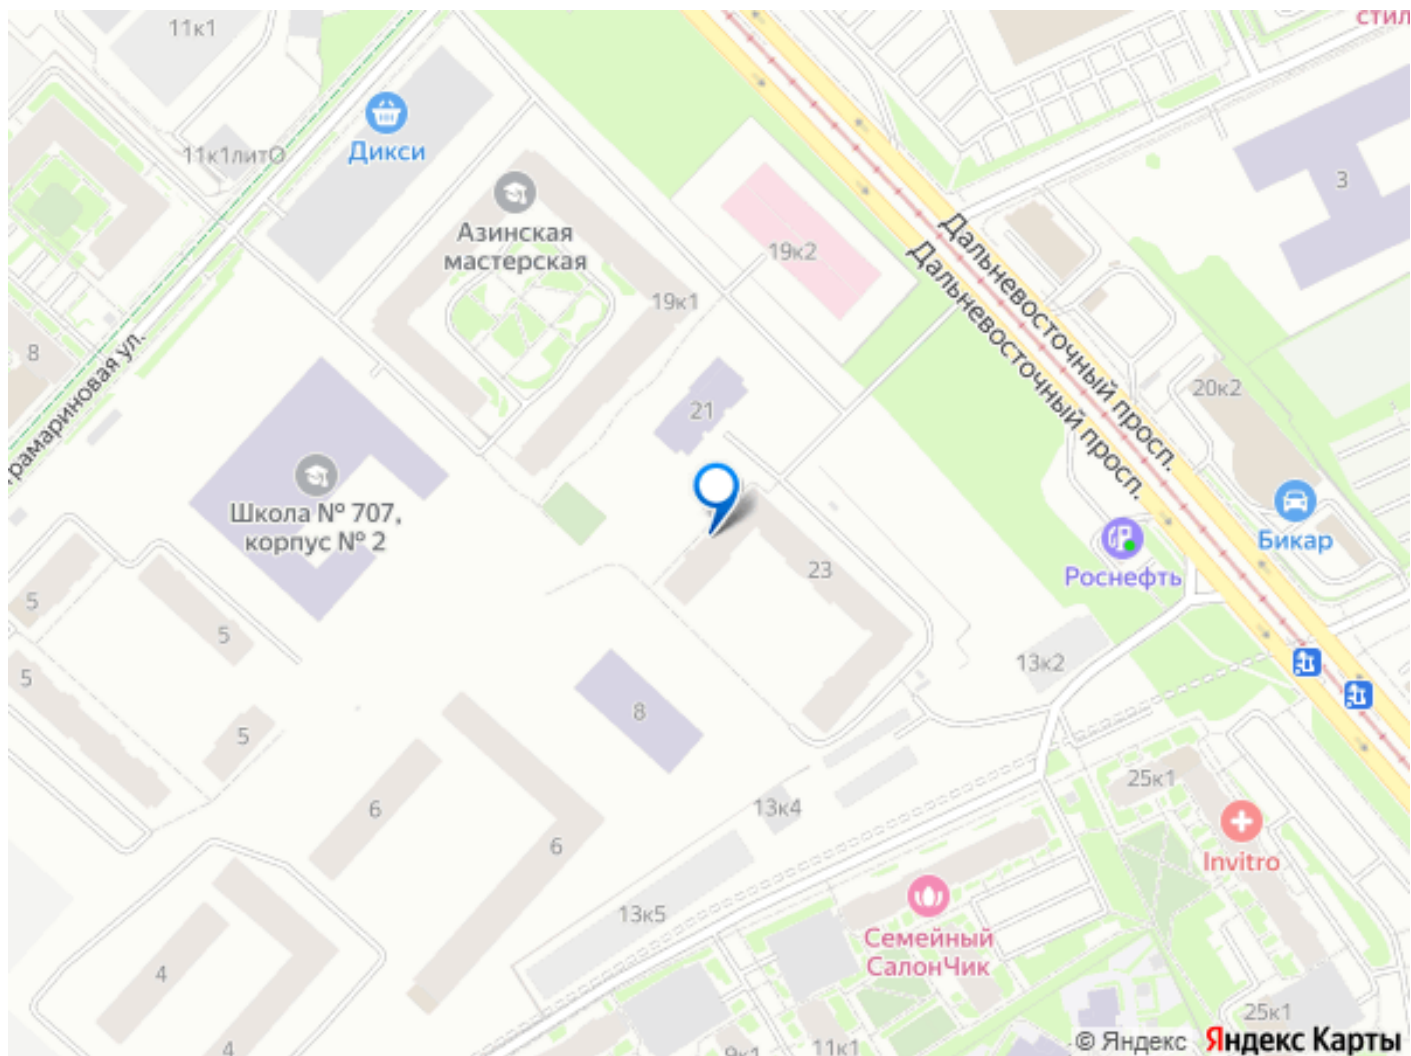 11к1
стил
Дикси
11к1литО
3
Азинская
мастерская
19к2
Дальневосточный просп.
Дальневосточный просп.
19к1
8
20к2
рамариновая ул.
21
Школа № 707,
корпус № 2
Бикар
Роснефть
23
5
5
13к2
5
8
5
25к1
13к4
6
6
Invitro
13к5
Семейный
СалонЧик
4
25к1
4
9к1
11к1
© Яндекс Яндекс Карты